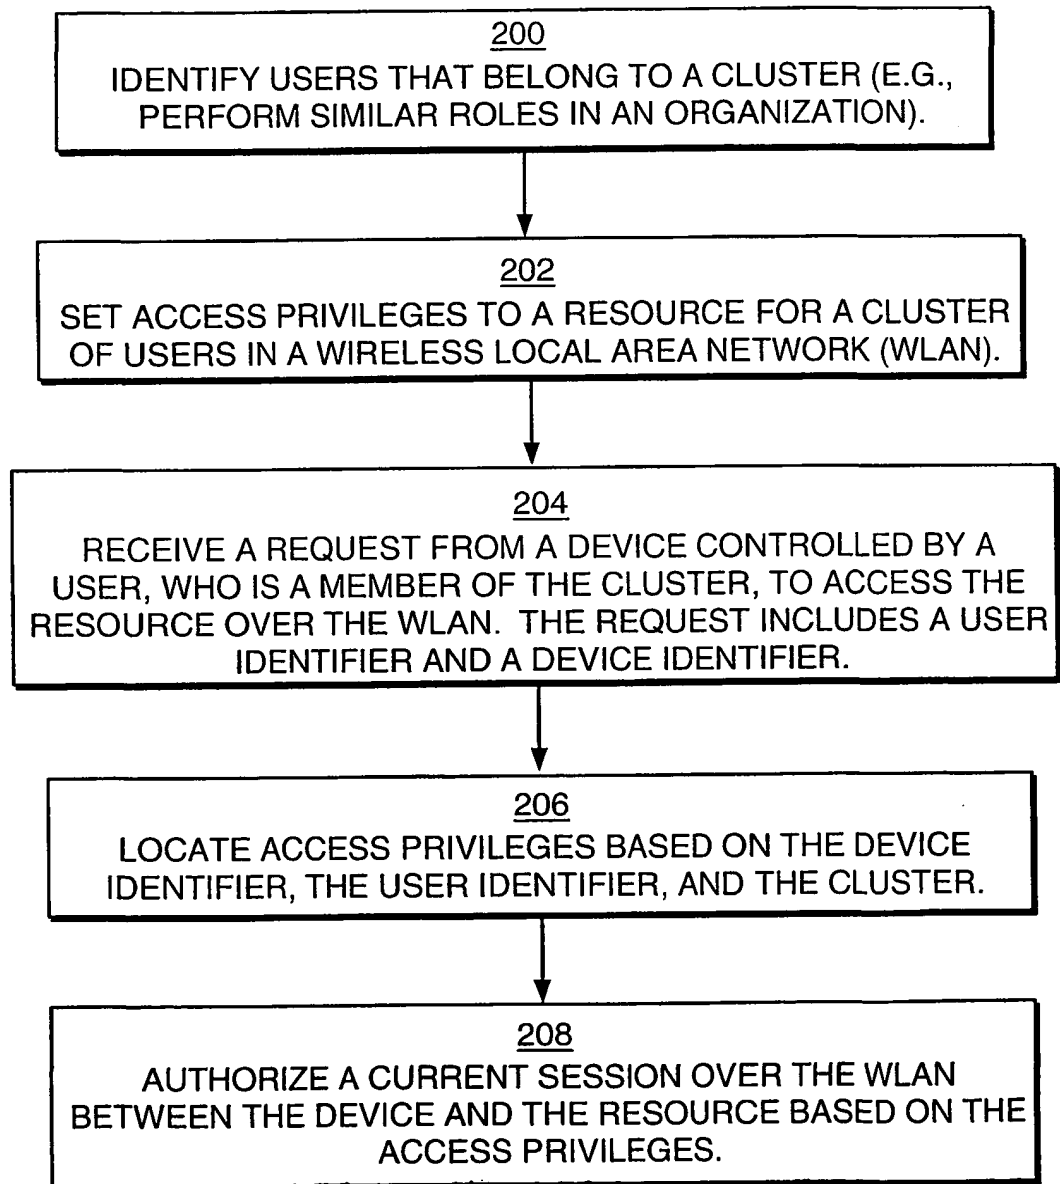 200
IDENTIFY USERS THAT BELONG TO A CLUSTER (E.G.,
PERFORM SIMILAR ROLES IN AN ORGANIZATION).
202
SET ACCESS PRIVILEGES TO A RESOURCE FOR A CLUSTER
OF USERS IN A WIRELESS LOCAL AREA NETWORK (WLAN).
204
RECEIVE A REQUEST FROM A DEVICE CONTROLLED BY A
USER, WHO IS A MEMBER OF THE CLUSTER, TO ACCESS THE
RESOURCE OVER THE WLAN. THE REQUEST INCLUDES A USER
IDENTIFIER AND A DEVICE IDENTIFIER.
206
LOCATE ACCESS PRIVILEGES BASED ON THE DEVICE
IDENTIFIER, THE USER IDENTIFIER, AND THE CLUSTER.
208
AUTHORIZE A CURRENT SESSION OVER THE WLAN
BETWEEN THE DEVICE AND THE RESOURCE BASED ON THE
ACCESS PRIVILEGES.